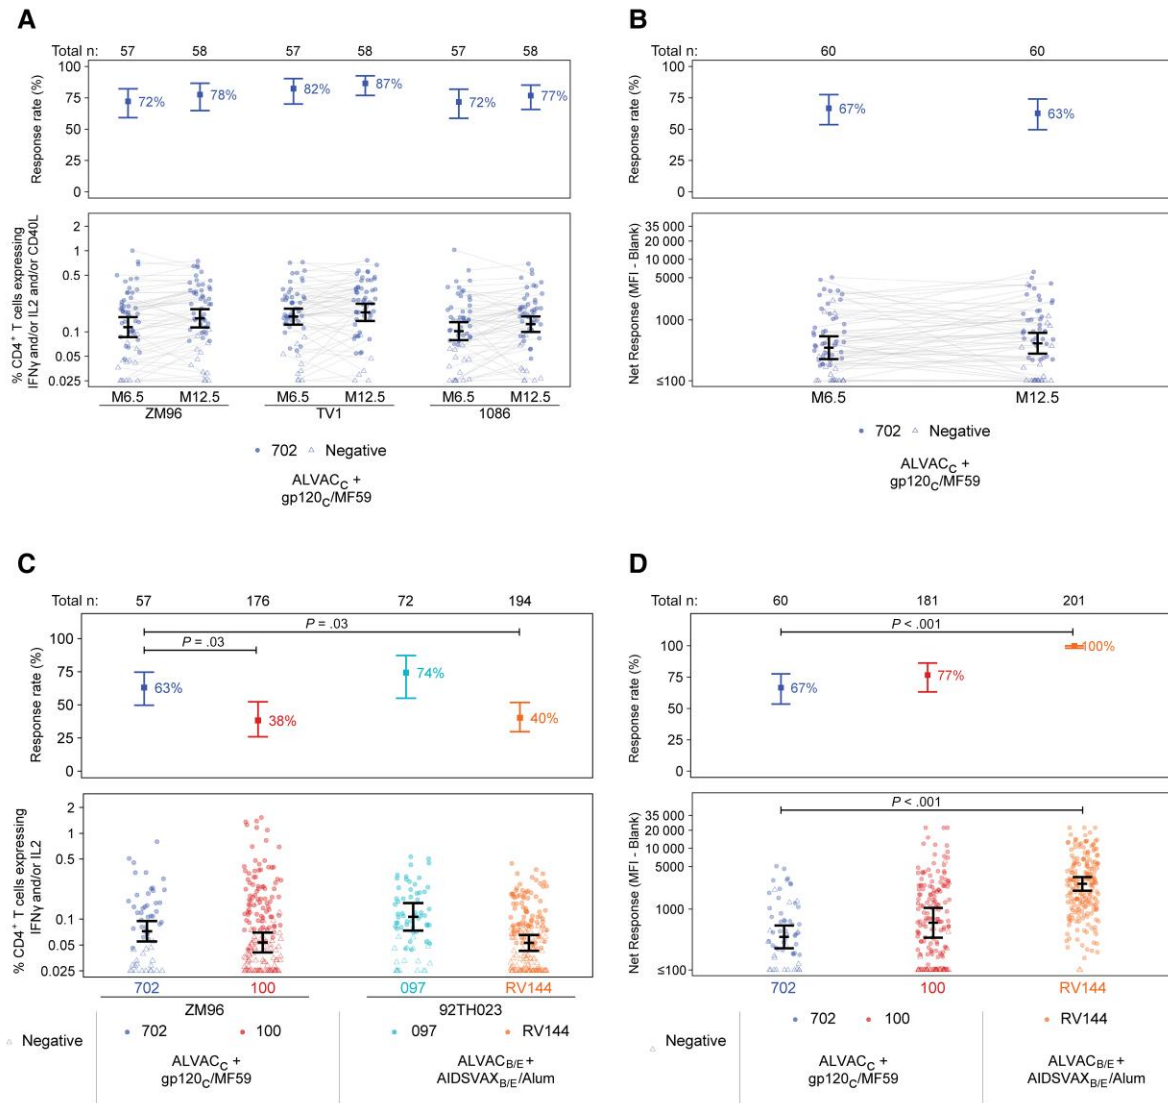 A
Total n: 57 58 57 58 57 58
Response rate (%)
100
75
50
25
0
72% 78% 82% 87% 72% 77%
% CD4+ T cells expressing
IFNγ and/or IL2 and/or CD40L
2
1
0.5
0.1
0.05
0.025
M6.5 M12.5 M6.5 M12.5 M6.5 M12.5
ZM96 TV1 1086
702 Negative
ALVACC +
gp120C/MF59
B
Total n: 60 60
Response rate (%)
100
75
50
25
0
67% 63%
Net Response (MFI - Blank)
35 000
20 000
10 000
5000
1000
≤100
M6.5 M12.5
702 Negative
ALVACC +
gp120C/MF59
C
Total n: 57 176 72 194
Response rate (%)
100
75
50
25
0
P = .03
P = .03
63% 38% 74% 40%
% CD4+ T cells expressing
IFNγ and/or IL2
2
1
0.5
0.1
0.05
0.025
702 100 097 RV144
ZM96 92TH023
Negative 702 100 097 RV144
ALVACC +
gp120C/MF59
ALVACB/E +
AIDSVAXB/E/Alum
D
Total n: 60 181 201
Response rate (%)
100
75
50
25
0
P < .001
67% 77% 100%
Net Response (MFI - Blank)
35 000
20 000
10 000
5000
1000
≤100
P < .001
702 100 RV144
Negative 702 100 RV144
ALVACC +
gp120C/MF59
ALVACB/E +
AIDSVAXB/E/Alum